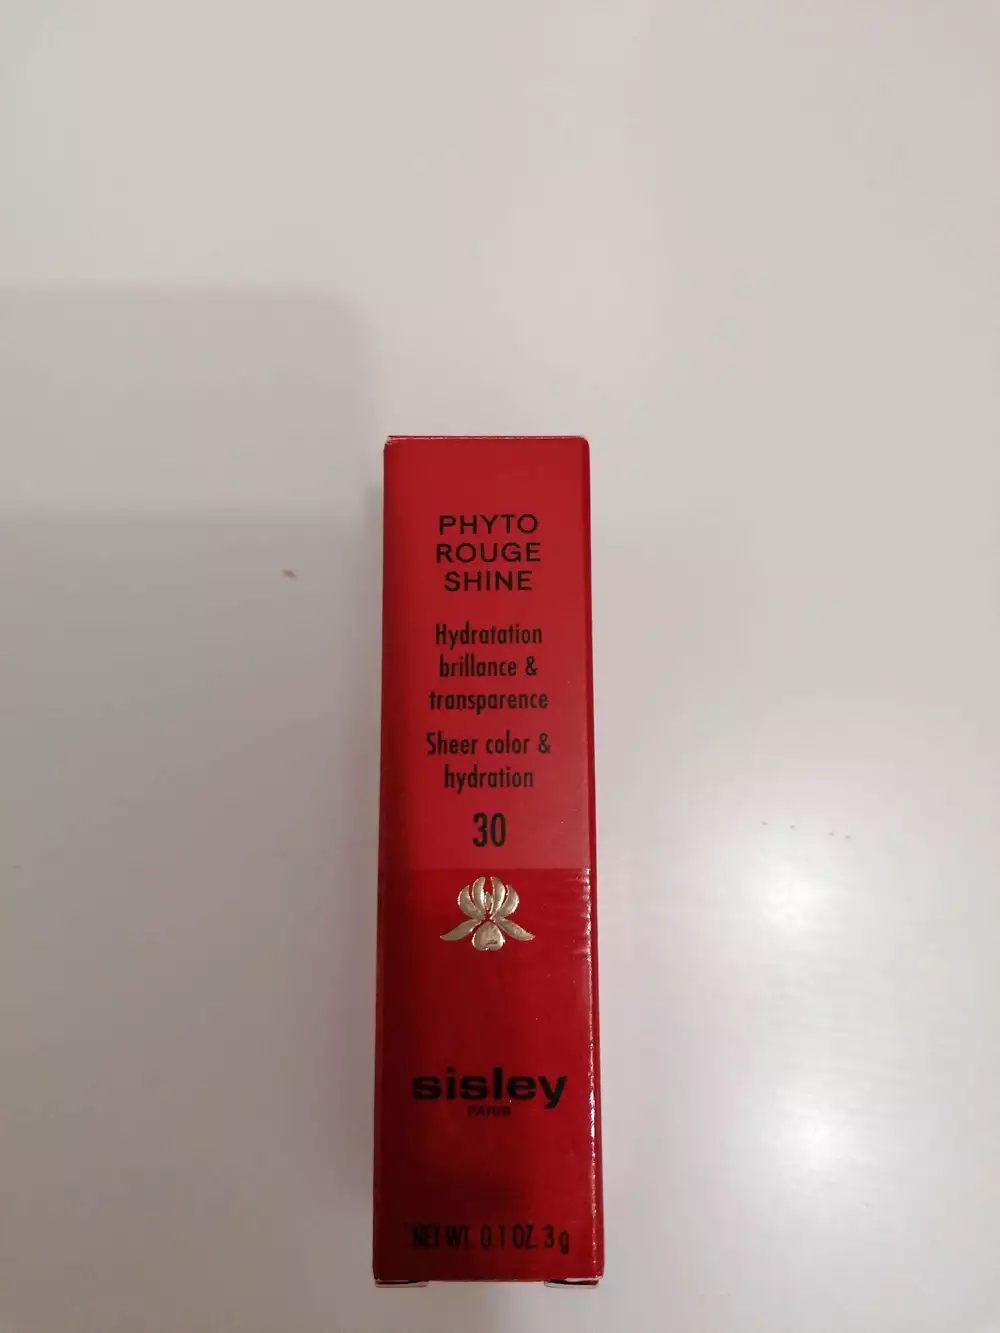 PHYTO
ROUGE
SHINE
Hydratation
brillance &
transparence
Sheer color &
hydration
30
sisley
PARIS
NET WT. 0.1 OZ. 3 g